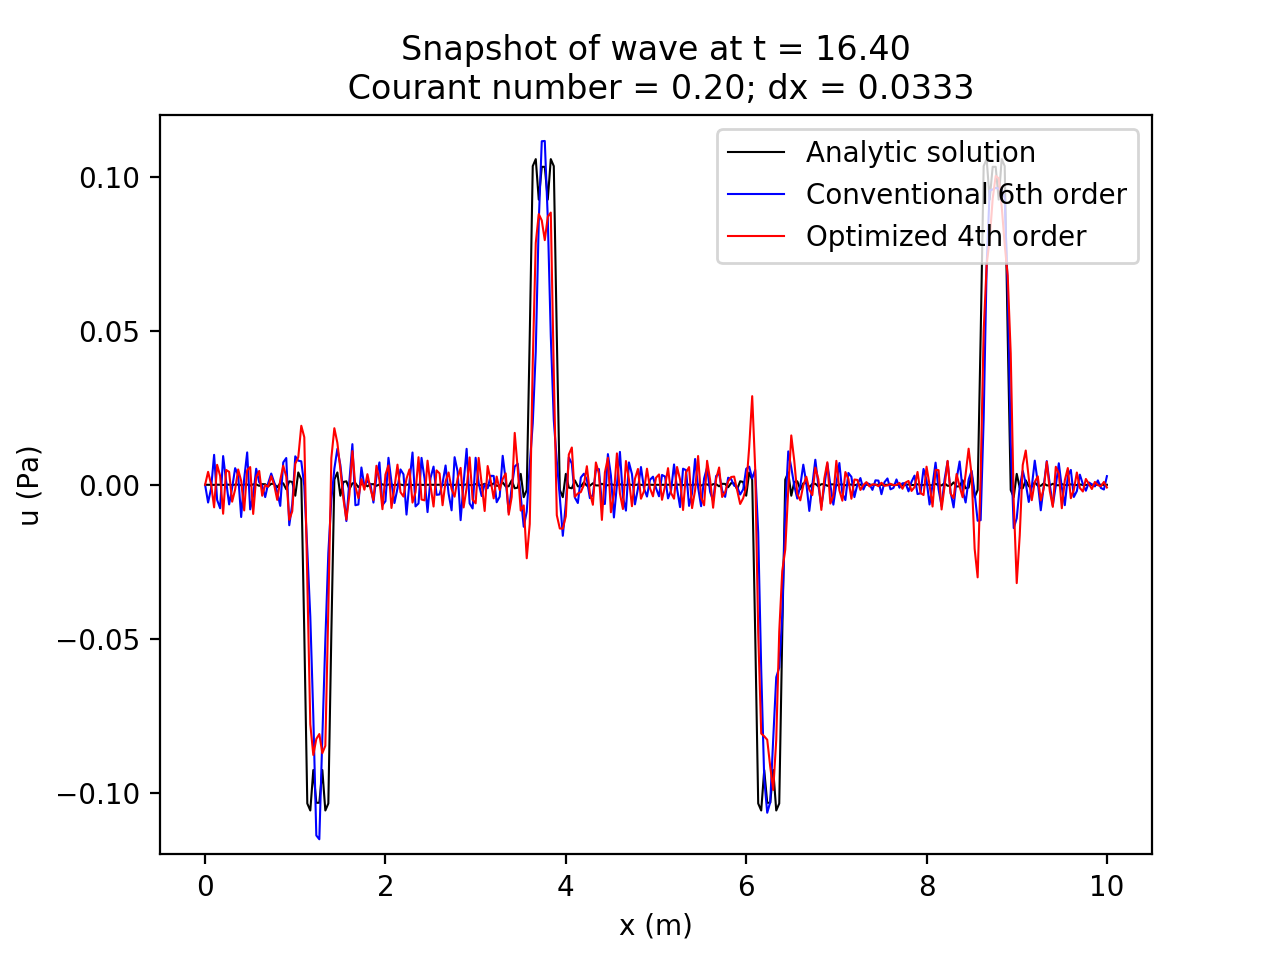 Snapshot of wave at t = 16.40
Courant number = 0.20; dx = 0.0333
Analytic solution
Conventional 6th order
Optimized 4th order
0.10
0.05
0.00
−0.05
−0.10
u (Pa)
0 2 4 6 8 10
x (m)